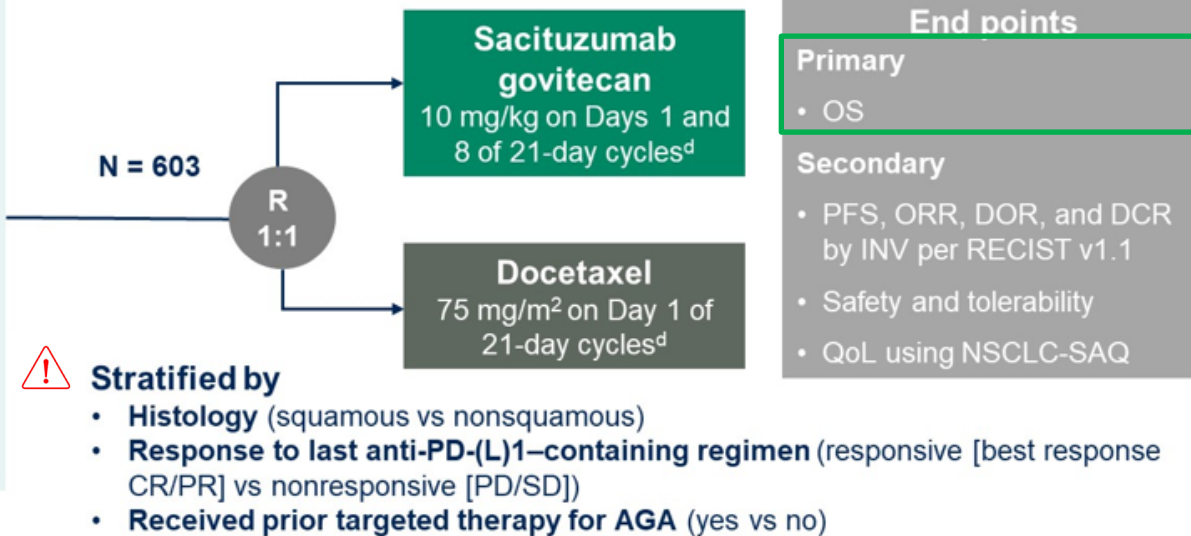 N = 603
R
1:1
Sacituzumab
govitecan
10 mg/kg on Days 1 and
8 of 21-day cyclesᵈ
Docetaxel
75 mg/m² on Day 1 of
21-day cyclesᵈ
End points
Primary
• OS
Secondary
• PFS, ORR, DOR, and DCR
by INV per RECIST v1.1
• Safety and tolerability
• QoL using NSCLC-SAQ
Stratified by
• Histology (squamous vs nonsquamous)
• Response to last anti-PD-(L)1–containing regimen (responsive [best response
CR/PR] vs nonresponsive [PD/SD])
• Received prior targeted therapy for AGA (yes vs no)